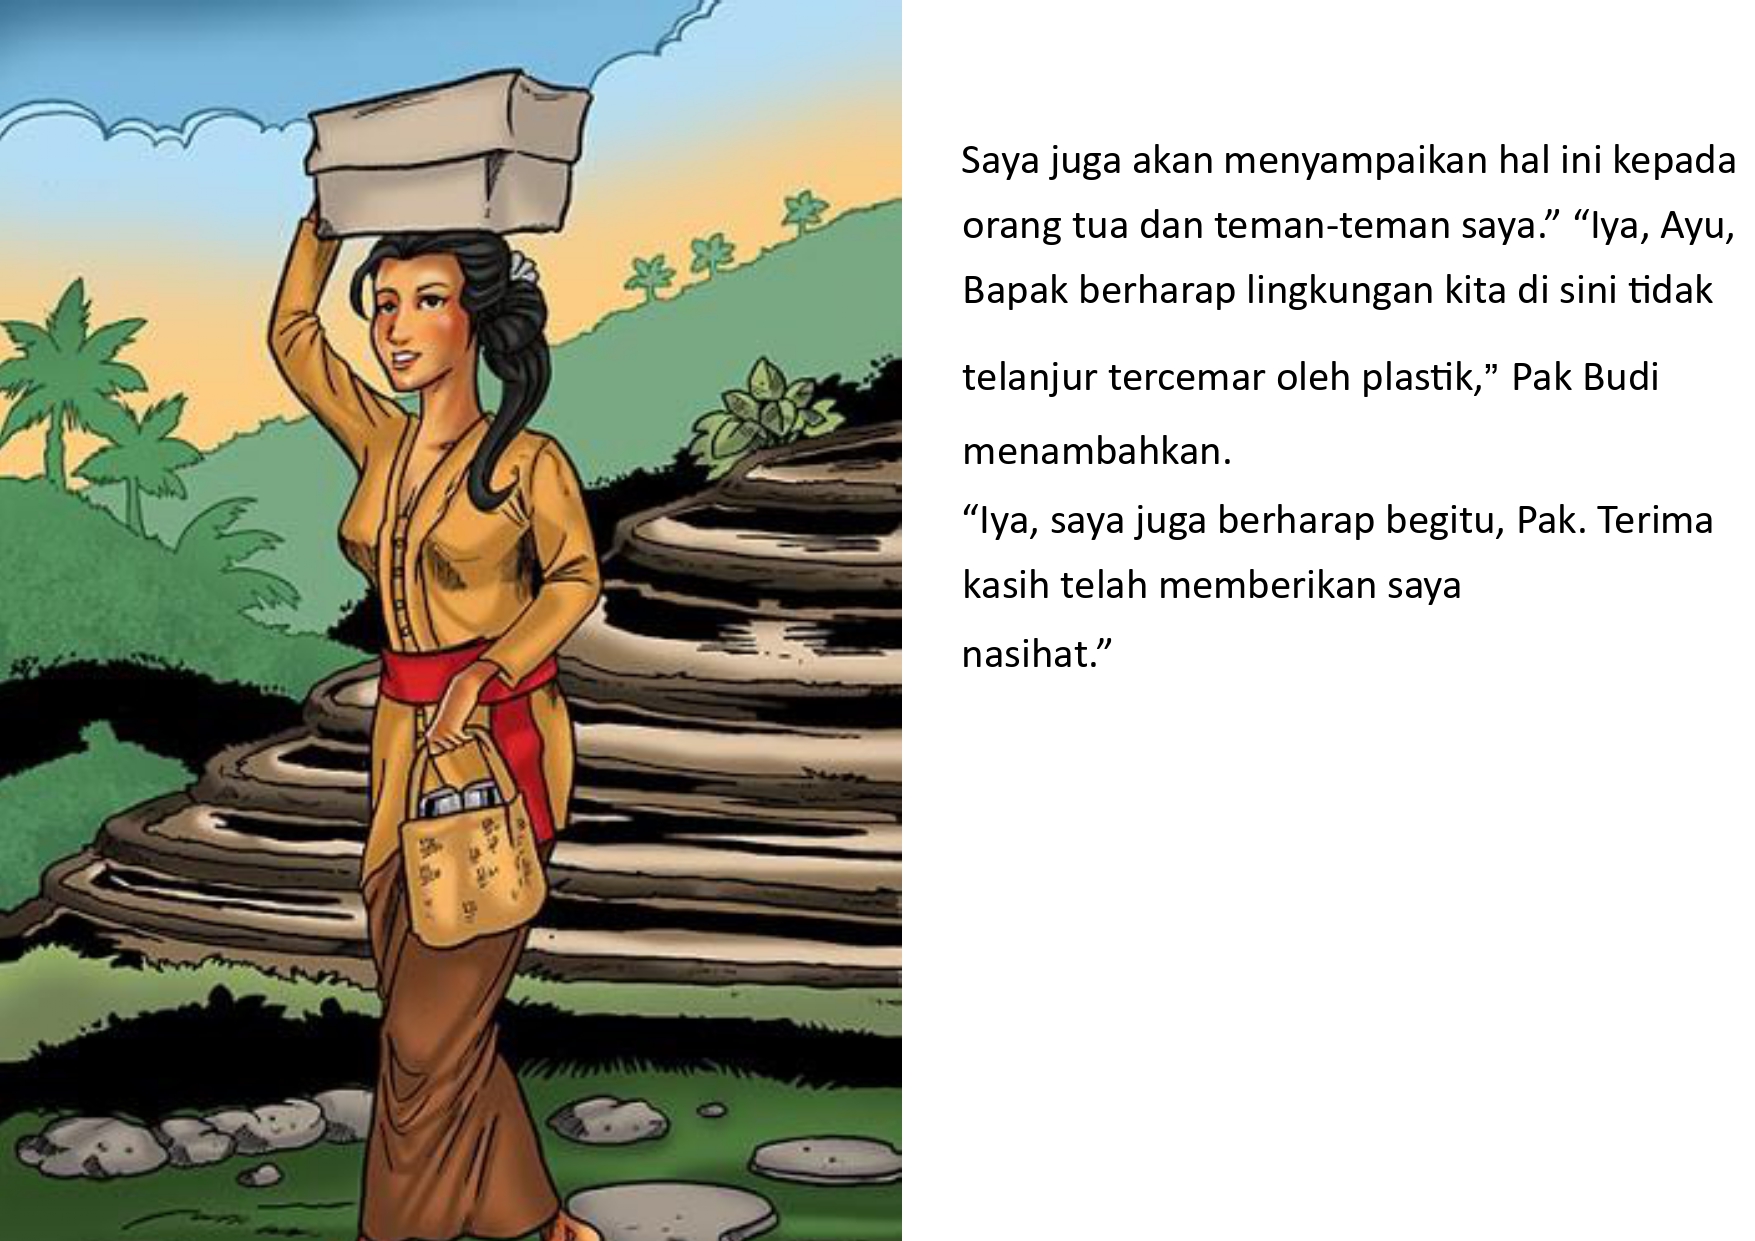 Saya juga akan menyampaikan hal ini kepada
orang tua dan teman-teman saya.” “Iya, Ayu,
Bapak berharap lingkungan kita di sini tidak
telanjur tercemar oleh plastik,” Pak Budi
menambahkan.
“Iya, saya juga berharap begitu, Pak. Terima
kasih telah memberikan saya
nasihat.”